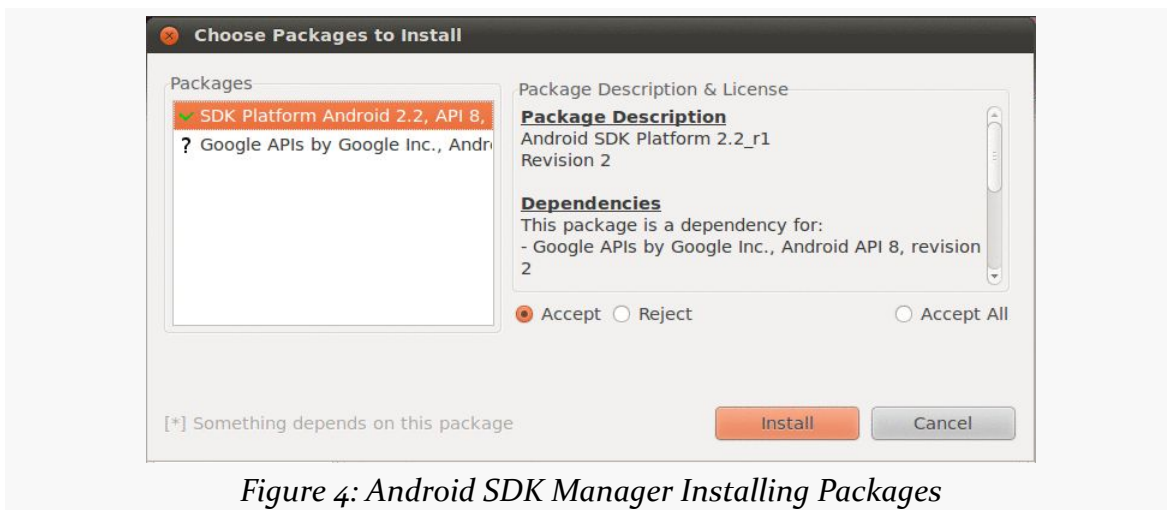 Choose Packages to Install
Packages
SDK Platform Android 2.2, API 8,
? Google APIs by Google Inc., Andr
Package Description & License
Package Description
Android SDK Platform 2.2_r1
Revision 2
Dependencies
This package is a dependency for:
- Google APIs by Google Inc., Android API 8, revision
2
Accept Reject Accept All
[*] Something depends on this package
Install Cancel
Figure 4: Android SDK Manager Installing Packages